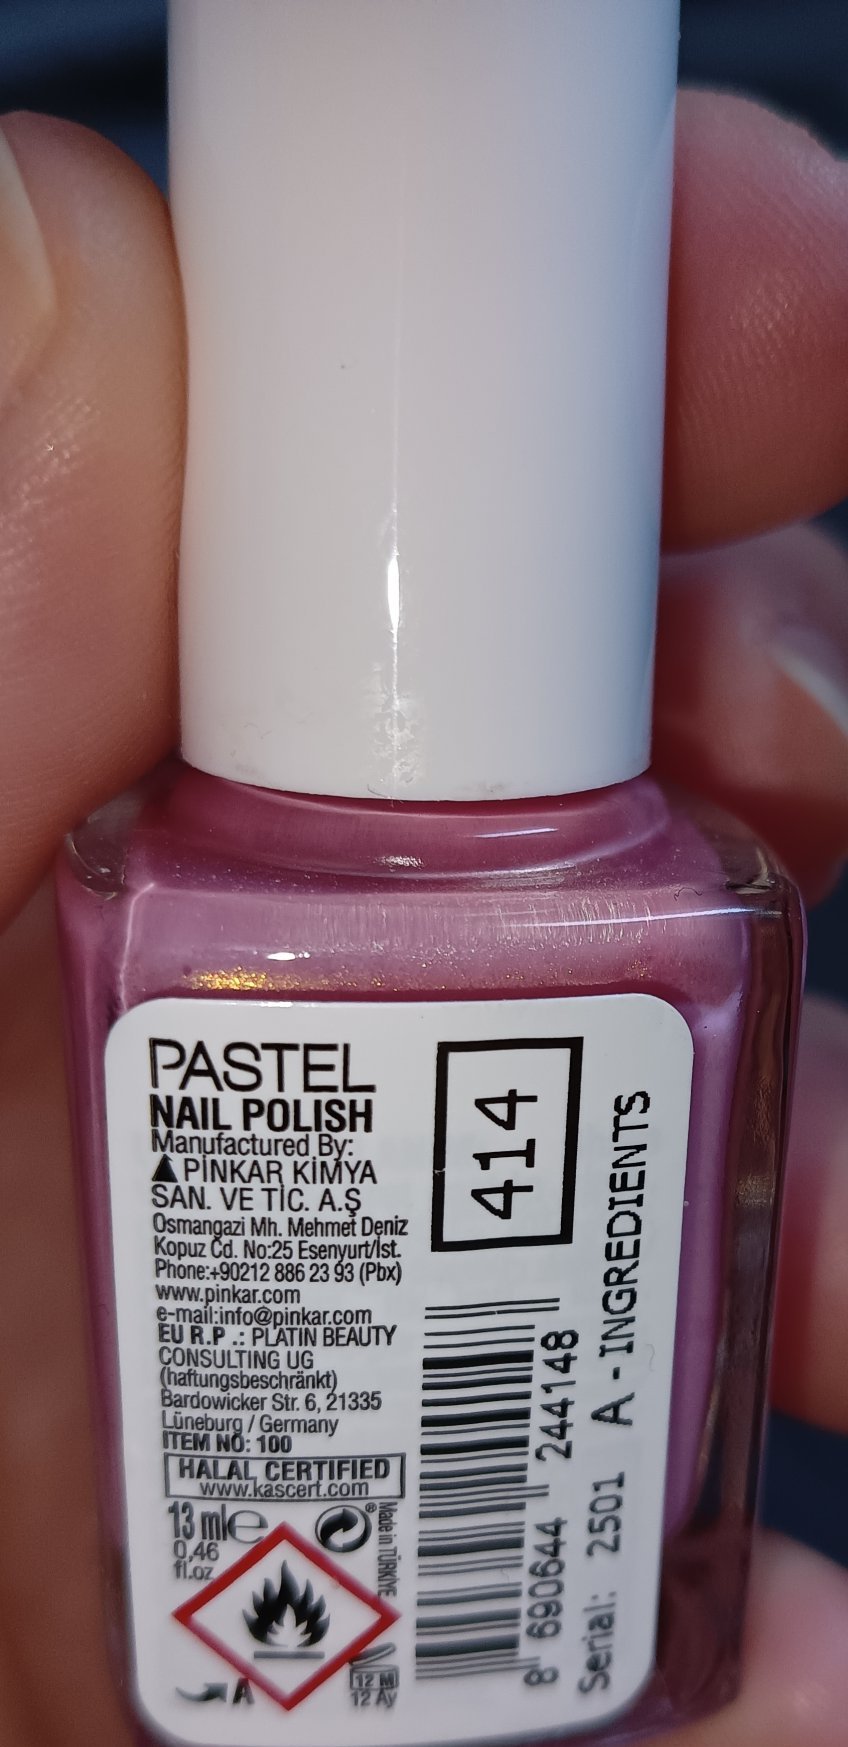 PASTEL
NAIL POLISH
Manufactured By:
PİNKAR KİMYA
SAN. VE TİC. A.Ş
Osmangazi Mh. Mehmet Deniz
Kopuz Cd. No:25 Esenyurt/İst.
Phone:+90212 886 23 93 (Pbx)
www.pinkar.com
e-mail:info@pinkar.com
EU R.P .: PLATIN BEAUTY
CONSULTING UG
(haftungsbeschränkt)
Bardowicker Str. 6, 21335
Lüneburg / Germany
ITEM NO: 100
HALAL CERTIFIED
www.kascert.com
13 ml e
0,46
fl.oz
Made in TÜRKİYE
A
12 M
12 Ay
414
8 690644 244148
Serial: 2501 A - INGREDIENTS